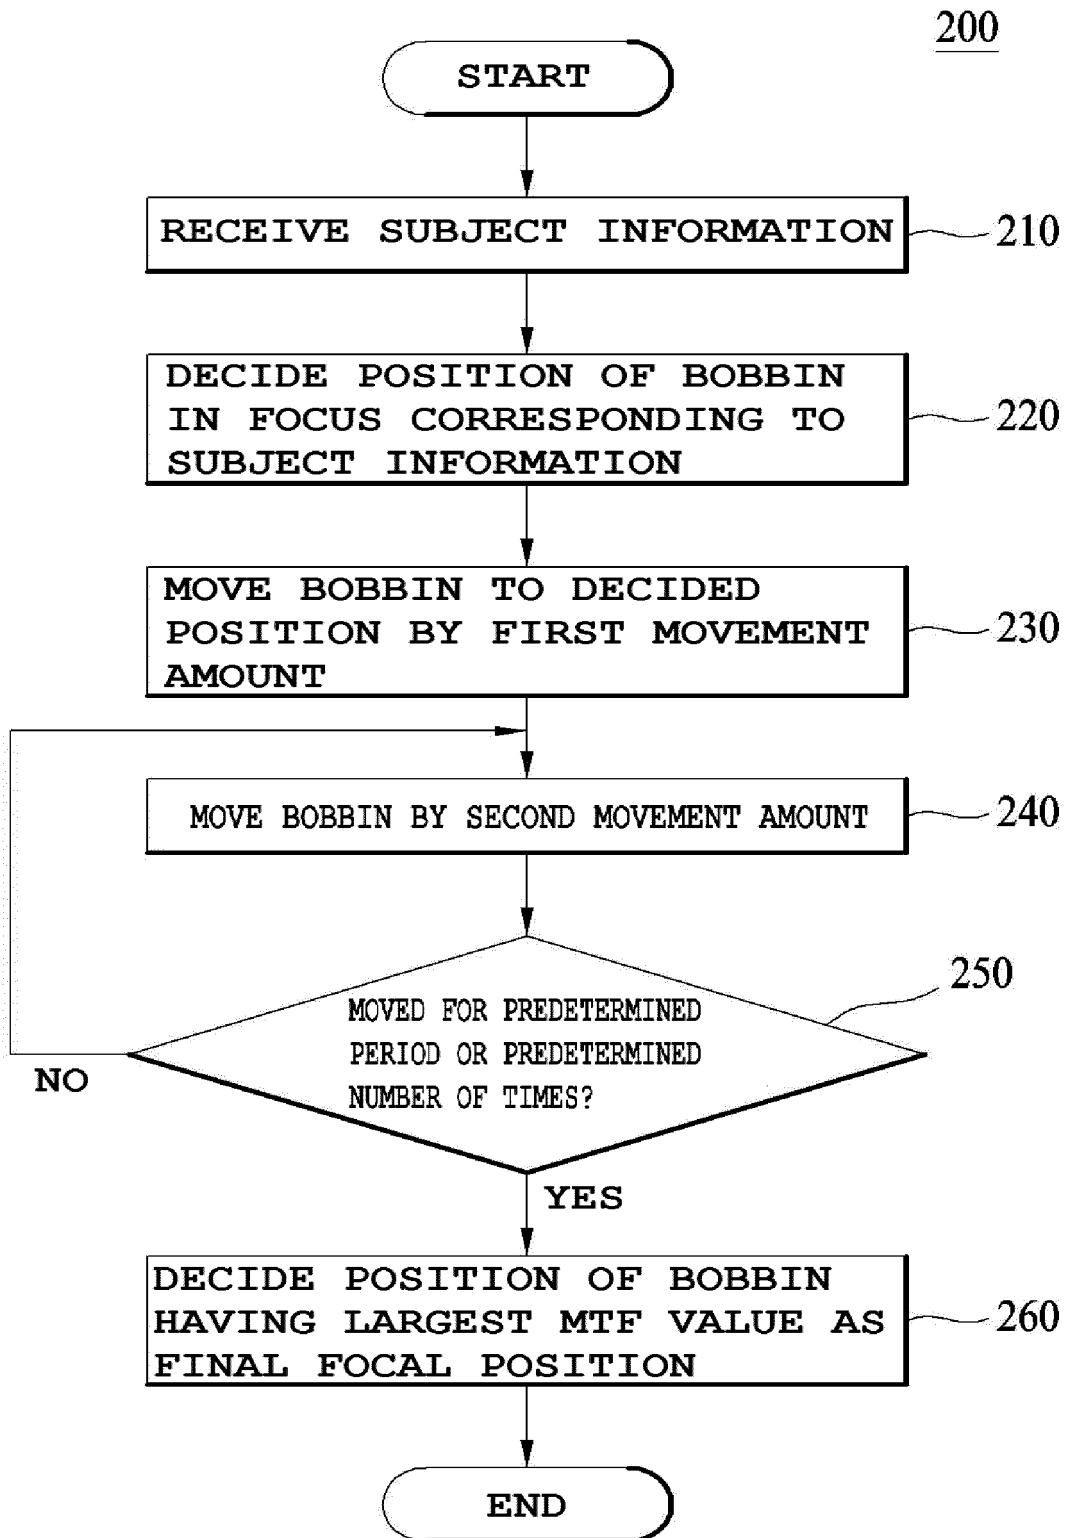 200
START
RECEIVE SUBJECT INFORMATION
210
DECIDE POSITION OF BOBBIN
IN FOCUS CORRESPONDING TO
SUBJECT INFORMATION
220
MOVE BOBBIN TO DECIDED
POSITION BY FIRST MOVEMENT
AMOUNT
230
MOVE BOBBIN BY SECOND MOVEMENT AMOUNT
240
MOVED FOR PREDETERMINED
PERIOD OR PREDETERMINED
NUMBER OF TIMES?
250
NO
YES
DECIDE POSITION OF BOBBIN
HAVING LARGEST MTF VALUE AS
FINAL FOCAL POSITION
260
END